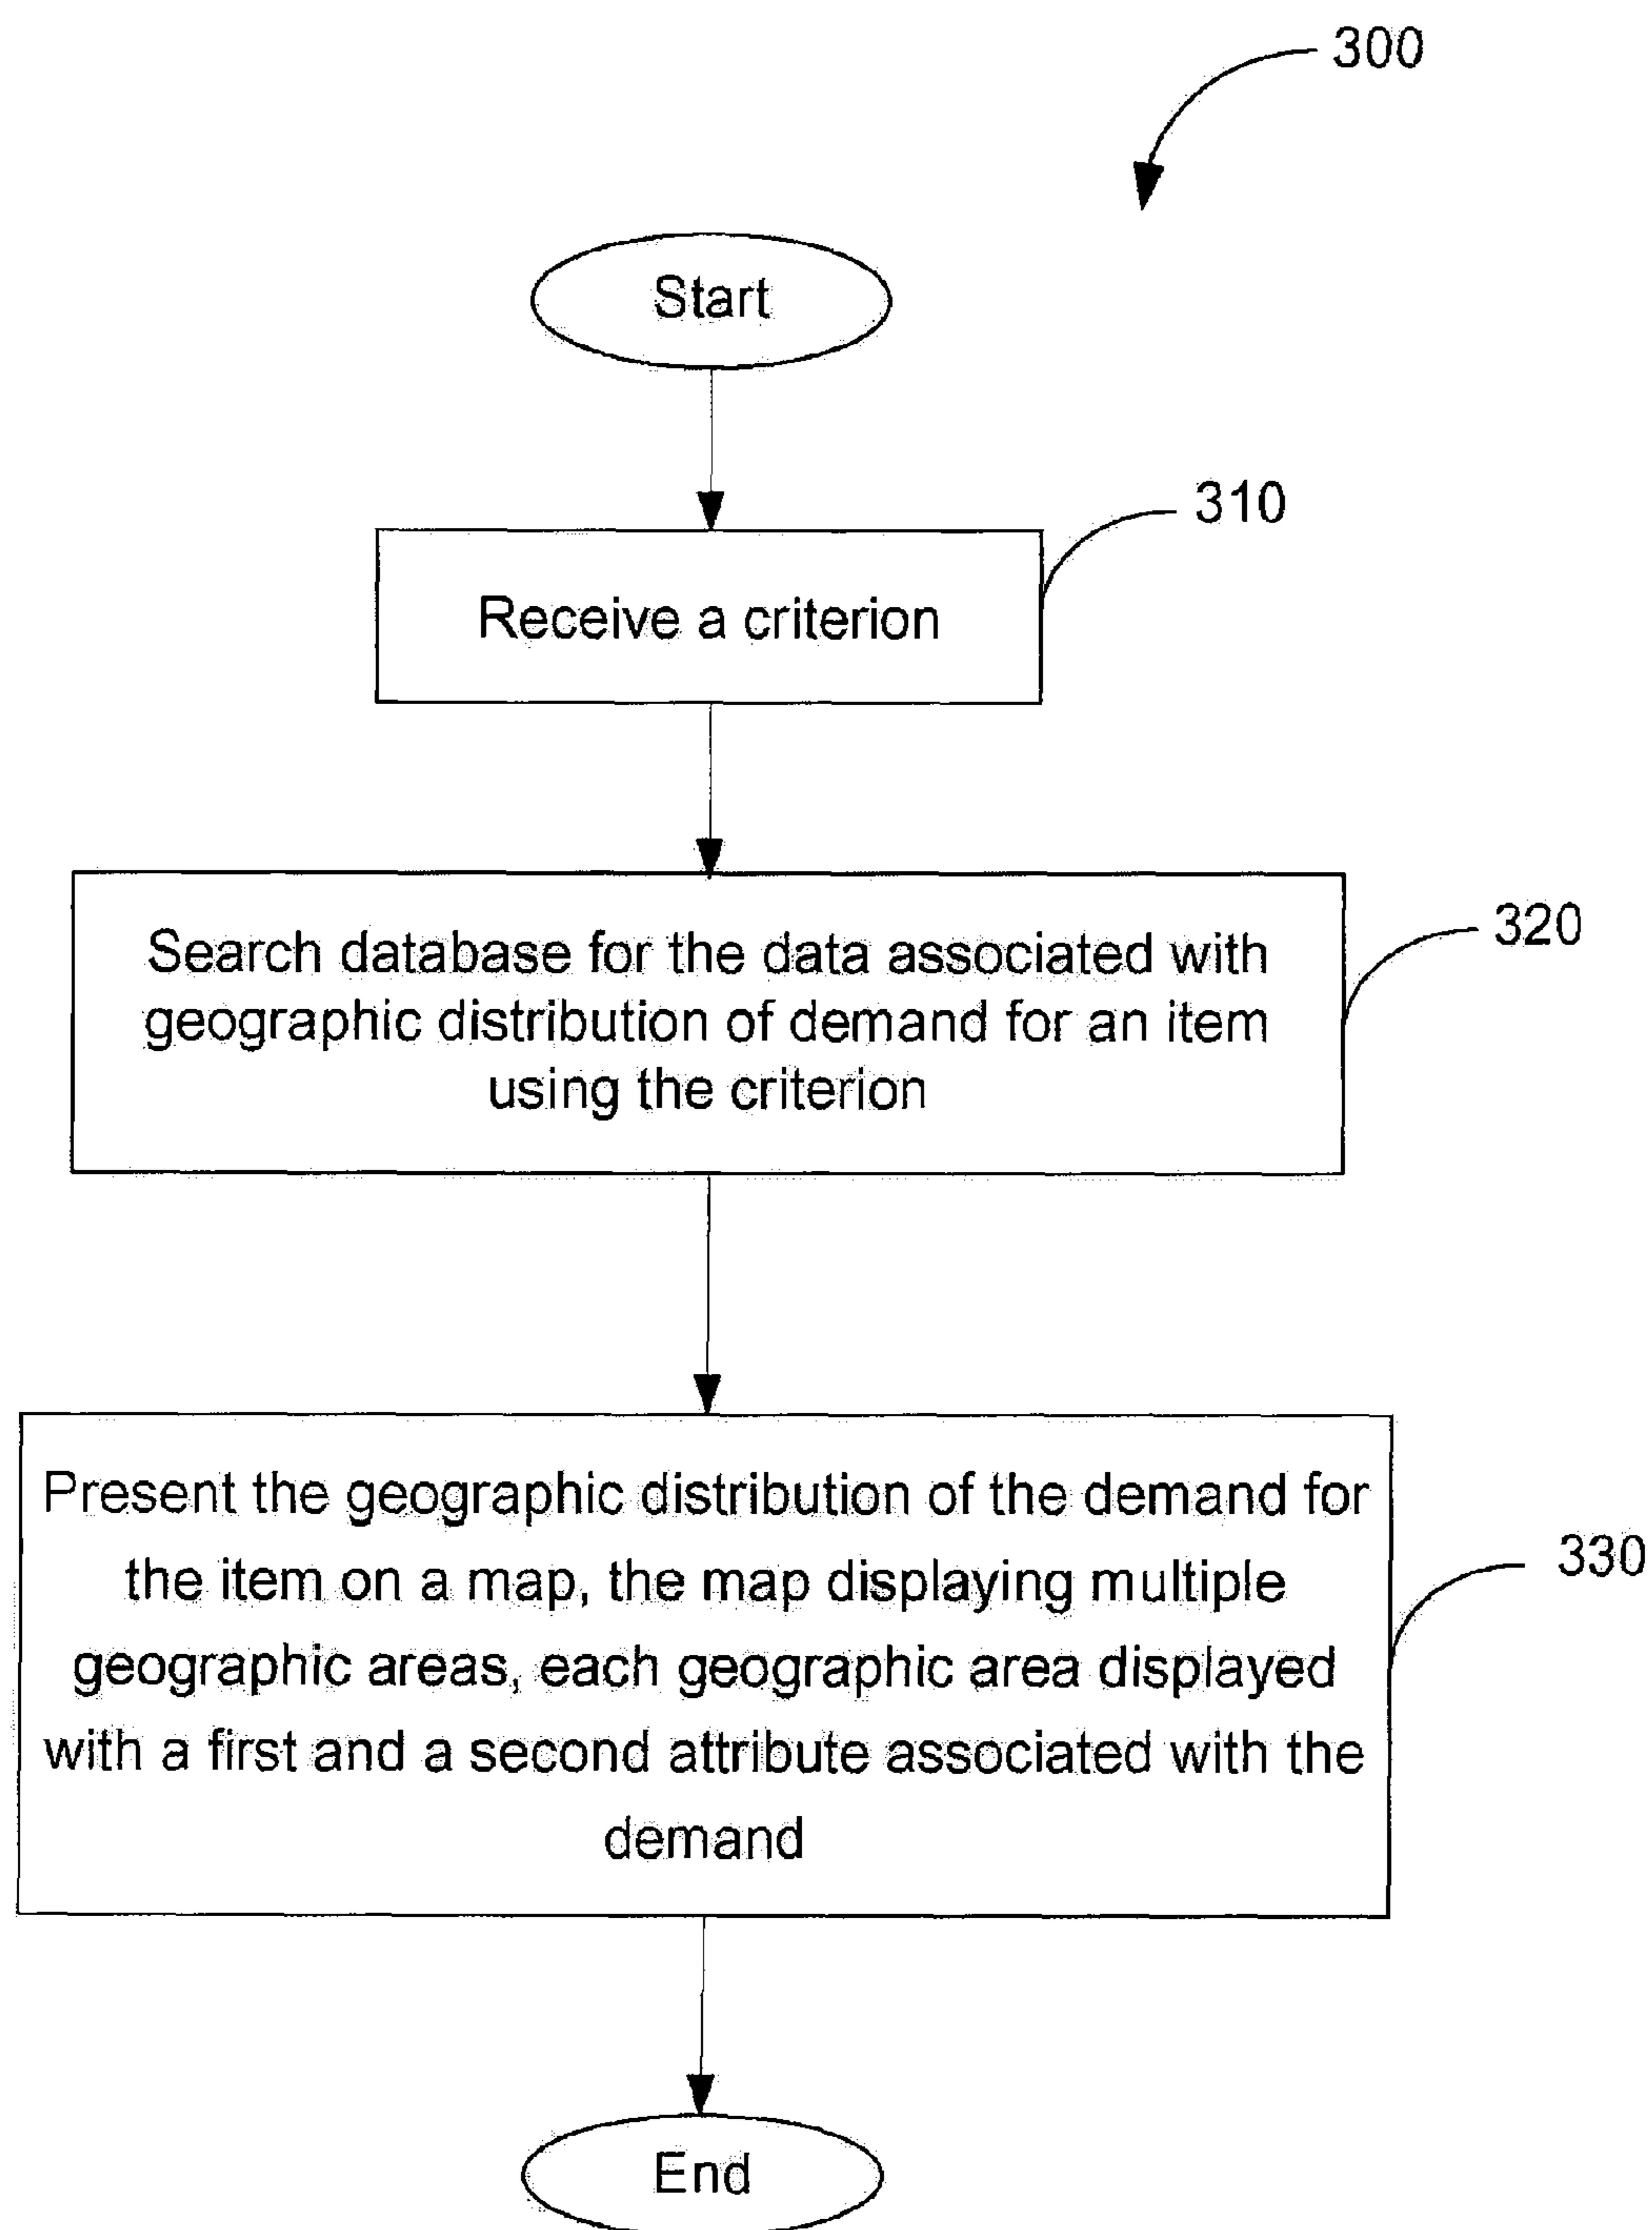 300
Start
310
Receive a criterion
320
Search database for the data associated with
geographic distribution of demand for an item
using the criterion
330
Present the geographic distribution of the demand for
the item on a map, the map displaying multiple
geographic areas, each geographic area displayed
with a first and a second attribute associated with the
demand
End